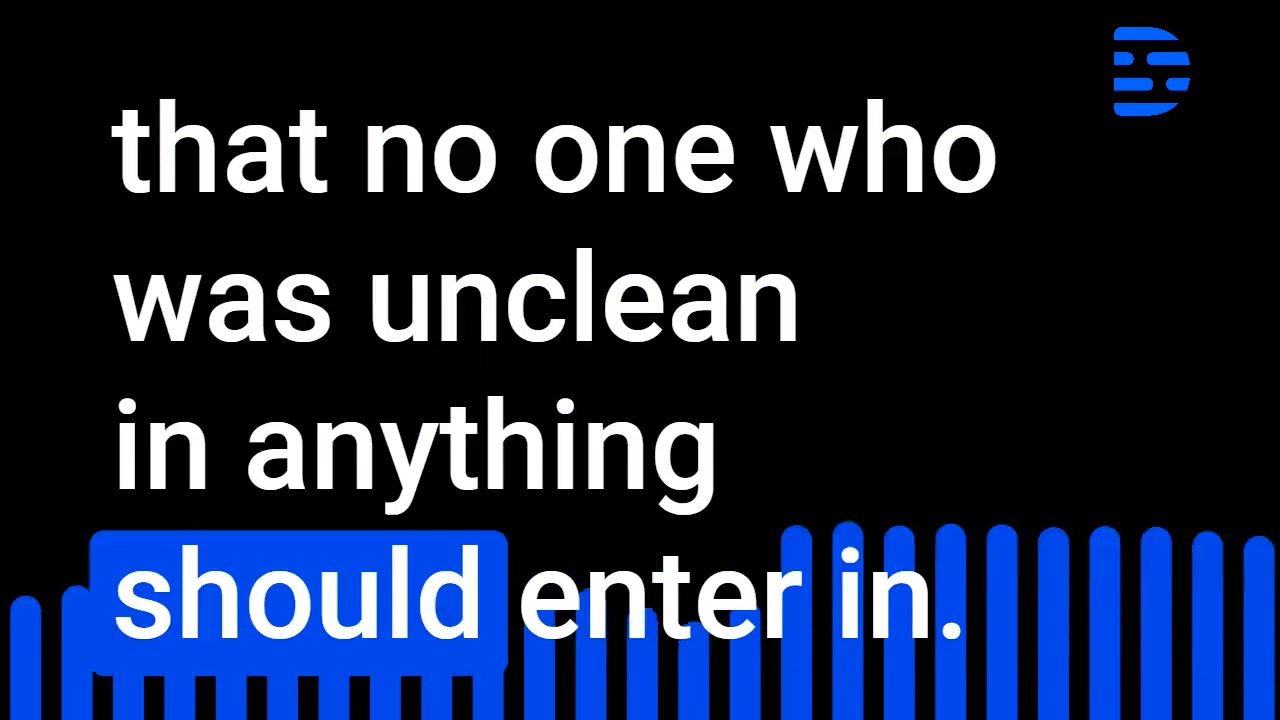 that no one who
was unclean
in anything
should enter in.